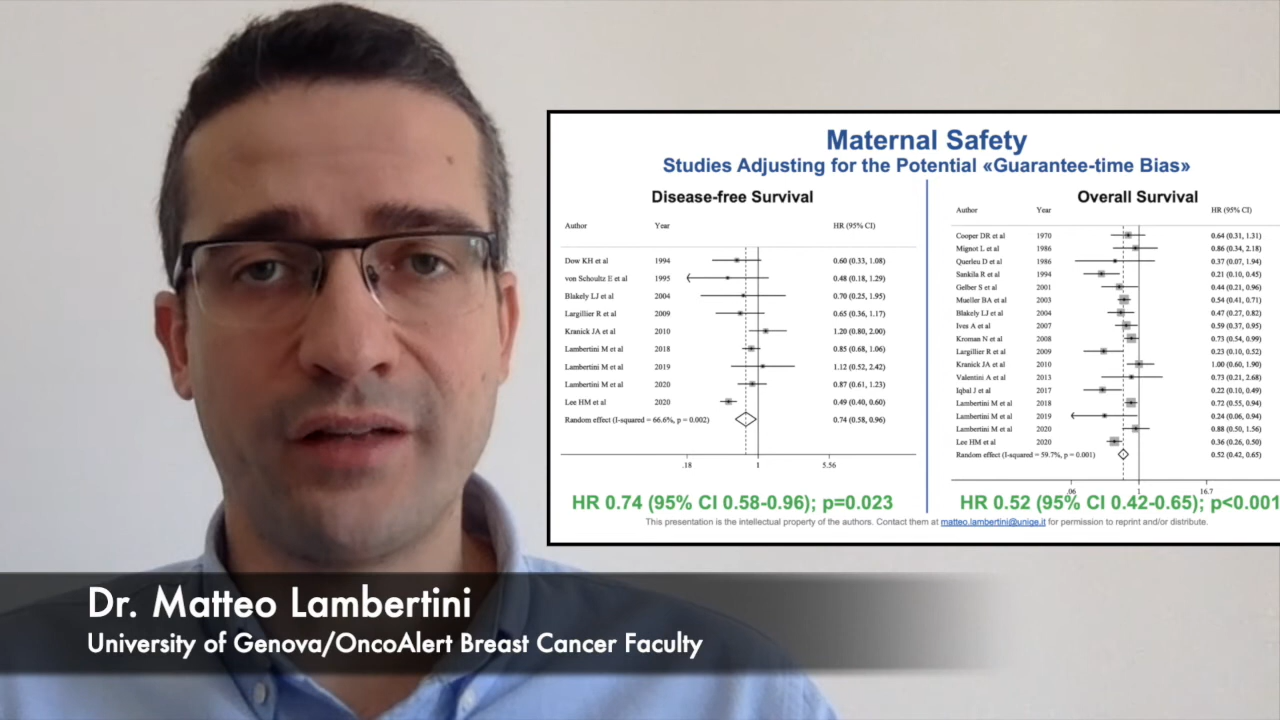 Maternal Safety
Studies Adjusting for the Potential «Guarantee-time Bias»
Disease-free Survival
Author Year HR (95% CI)
Dow KH et al 1994 0.60 (0.33, 1.08)
von Schoultz E et al 1995 0.48 (0.18, 1.29)
Blakely LJ et al 2004 0.70 (0.25, 1.95)
Largillier R et al 2009 0.65 (0.36, 1.17)
Kranick JA et al 2010 1.20 (0.80, 2.00)
Lambertini M et al 2018 0.85 (0.68, 1.06)
Lambertini M et al 2019 1.12 (0.52, 2.42)
Lambertini M et al 2020 0.87 (0.61, 1.23)
Lee HM et al 2020 0.49 (0.40, 0.60)
Random effect (I-squared = 66.6%, p = 0.002) 0.74 (0.58, 0.96)
.18 1 5.56
HR 0.74 (95% CI 0.58-0.96); p=0.023
Overall Survival
Author Year HR (95% CI)
Cooper DR et al 1970 0.64 (0.31, 1.31)
Mignot L et al 1986 0.86 (0.34, 2.18)
Querleu D et al 1986 0.37 (0.07, 1.94)
Sankila R et al 1994 0.21 (0.10, 0.45)
Gelber S et al 2001 0.44 (0.21, 0.96)
Mueller BA et al 2003 0.54 (0.41, 0.71)
Blakely LJ et al 2004 0.47 (0.27, 0.82)
Ives A et al 2007 0.59 (0.37, 0.95)
Kroman N et al 2008 0.73 (0.54, 0.99)
Largillier R et al 2009 0.23 (0.10, 0.52)
Kranick JA et al 2010 1.00 (0.60, 1.90)
Valentini A et al 2013 0.73 (0.21, 2.68)
Iqbal J et al 2017 0.22 (0.10, 0.49)
Lambertini M et al 2018 0.72 (0.55, 0.94)
Lambertini M et al 2019 0.24 (0.06, 0.94)
Lambertini M et al 2020 0.88 (0.50, 1.56)
Lee HM et al 2020 0.36 (0.26, 0.50)
Random effect (I-squared = 59.7%, p = 0.001) 0.52 (0.42, 0.65)
.06 1 16.7
HR 0.52 (95% CI 0.42-0.65); p<0.001
This presentation is the intellectual property of the authors. Contact them at matteo.lambertini@unige.it for permission to reprint and/or distribute.
Dr. Matteo Lambertini
University of Genova/OncoAlert Breast Cancer Faculty